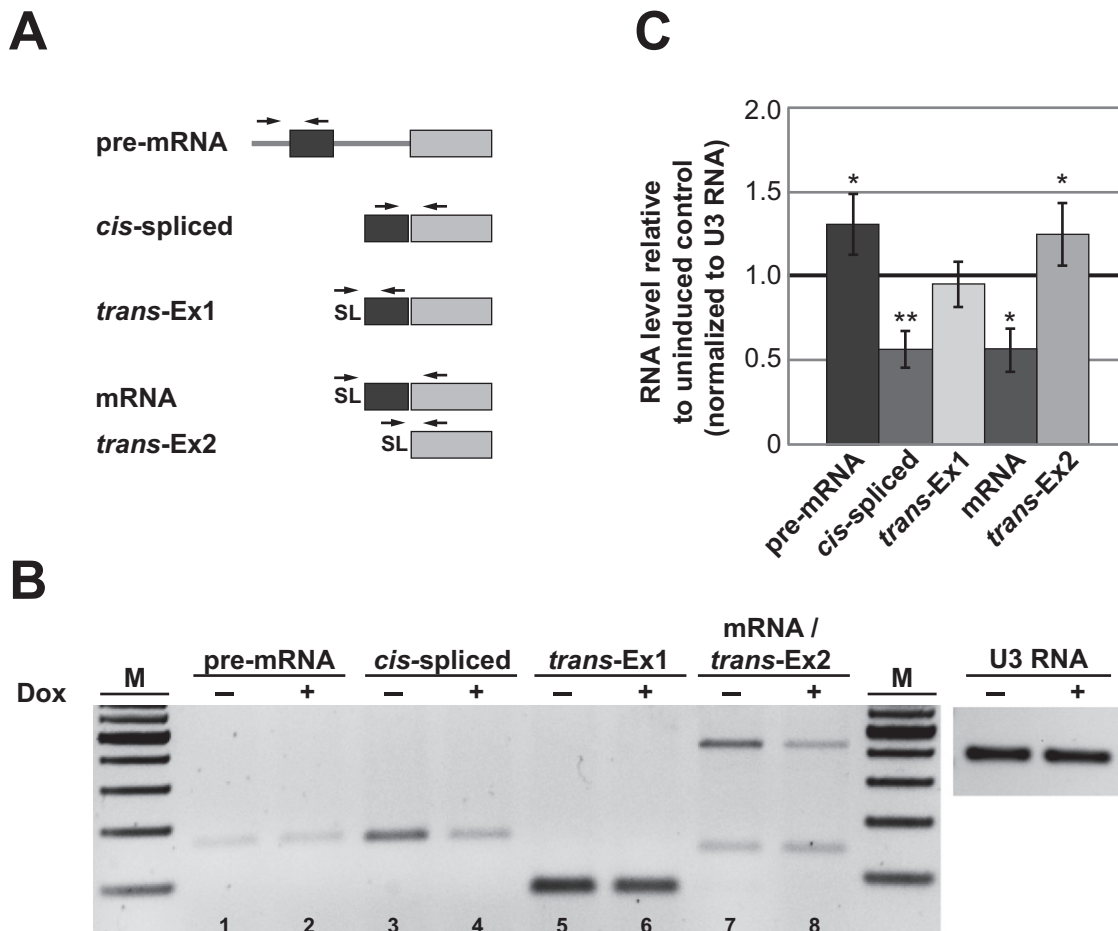 A
pre-mRNA
cis-spliced
trans-Ex1
SL
mRNA
SL
trans-Ex2
SL
C
RNA level relative
to uninduced control
(normalized to U3 RNA)
2.0
1.5
1.0
0.5
0
*
**
*
*
pre-mRNA
cis-spliced
trans-Ex1
mRNA
trans-Ex2
B
Dox
M
pre-mRNA
– +
cis-spliced
– +
trans-Ex1
– +
mRNA /
trans-Ex2
– +
M
U3 RNA
– +
1 2 3 4 5 6 7 8